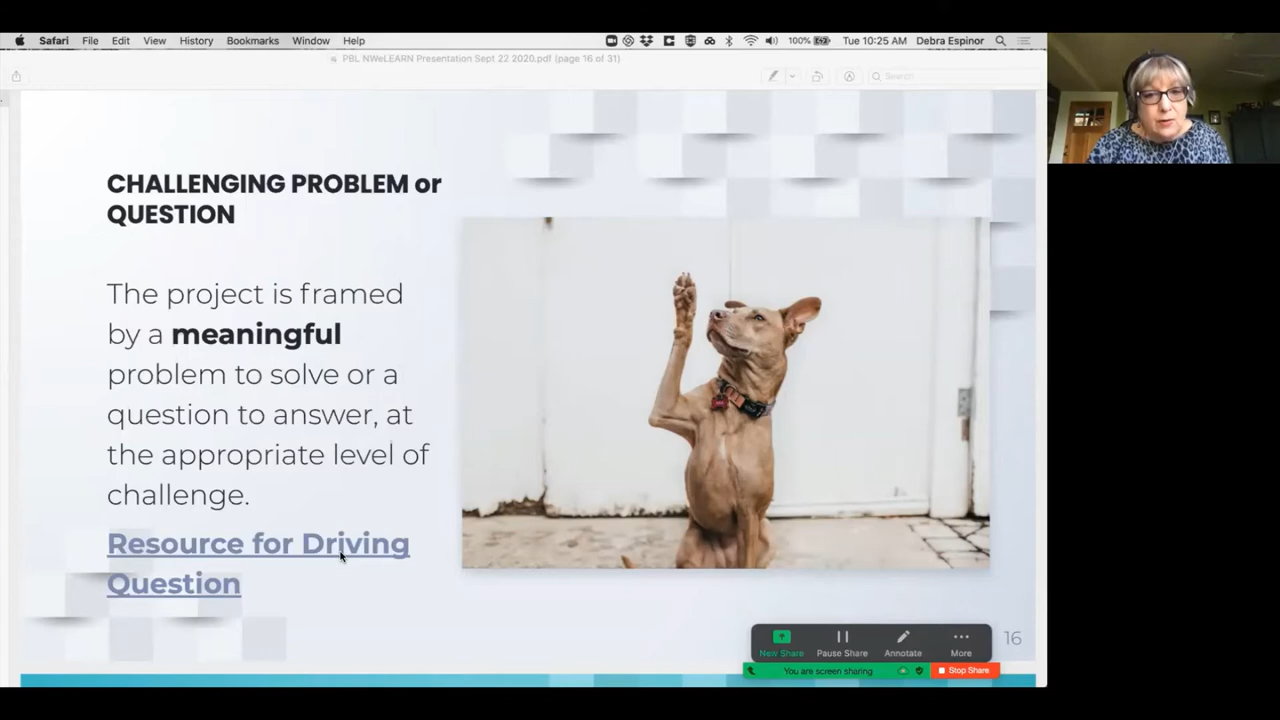 Safari File Edit View History Bookmarks Window Help 100% Tue 10:25 AM Debra Espinor
PBL NWeLEARN Presentation Sept 22 2020.pdf (page 16 of 31)
Search
CHALLENGING PROBLEM or
QUESTION
The project is framed
by a meaningful
problem to solve or a
question to answer, at
the appropriate level of
challenge.
Resource for Driving
Question
New Share Pause Share Annotate More
16
You are screen sharing Stop Share